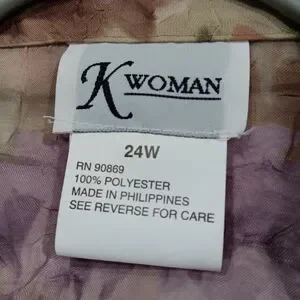 K WOMAN
24W
RN 90869
100% POLYESTER
MADE IN PHILIPPINES
SEE REVERSE FOR CARE